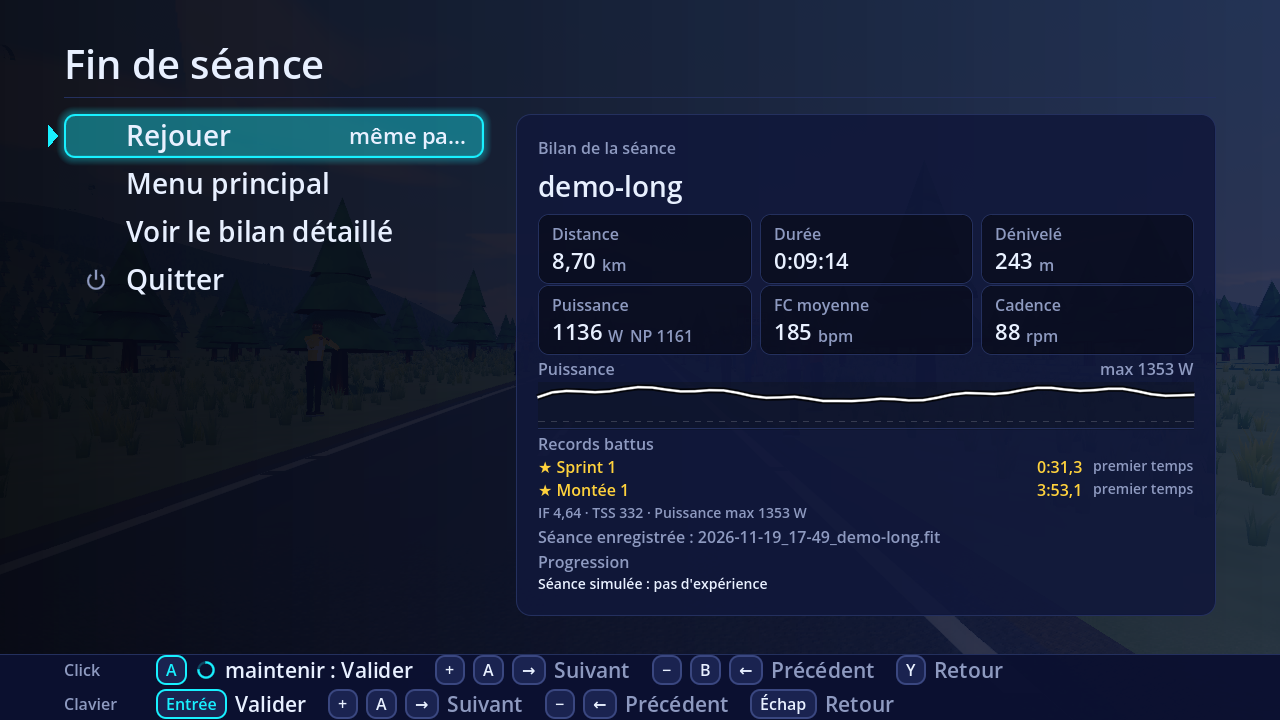 Fin de séance
Rejouer même pa...
Menu principal
Voir le bilan détaillé
Quitter
Bilan de la séance
demo-long
Distance
8,70 km
Durée
0:09:14
Dénivelé
243 m
Puissance
1136 W NP 1161
FC moyenne
185 bpm
Cadence
88 rpm
Puissance max 1353 W
Records battus
★ Sprint 1 0:31,3 premier temps
★ Montée 1 3:53,1 premier temps
IF 4,64 · TSS 332 · Puissance max 1353 W
Séance enregistrée : 2026-11-19_17-49_demo-long.fit
Progression
Séance simulée : pas d'expérience
Click A maintenir : Valider + A → Suivant − B ← Précédent Y Retour
Clavier Entrée Valider + A → Suivant − ← Précédent Échap Retour